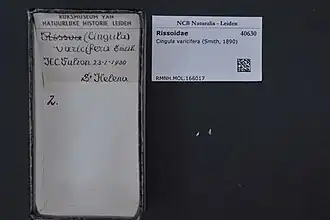 RIJKSMUSEUM VAN
NATUURLIJKE HISTORIE LEIDEN
Rissoa (Cingula)
varicifera Smith
H.C. Fulton 23-1-1930
St Helena
2.
NCB Naturalis - Leiden
Rissoidae 40630
Cingula varicifera (Smith, 1890)
RMNH.MOL.166017